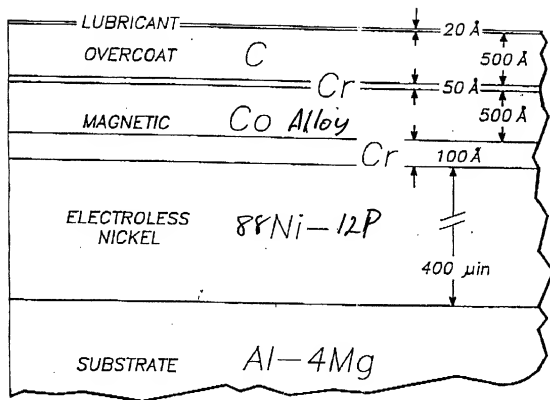 LUBRICANT 20 Å
OVERCOAT C 500 Å
Cr 50 Å
MAGNETIC Co Alloy 500 Å
Cr 100 Å
ELECTROLESS
NICKEL 88Ni-12P
400 µin
SUBSTRATE Al-4Mg